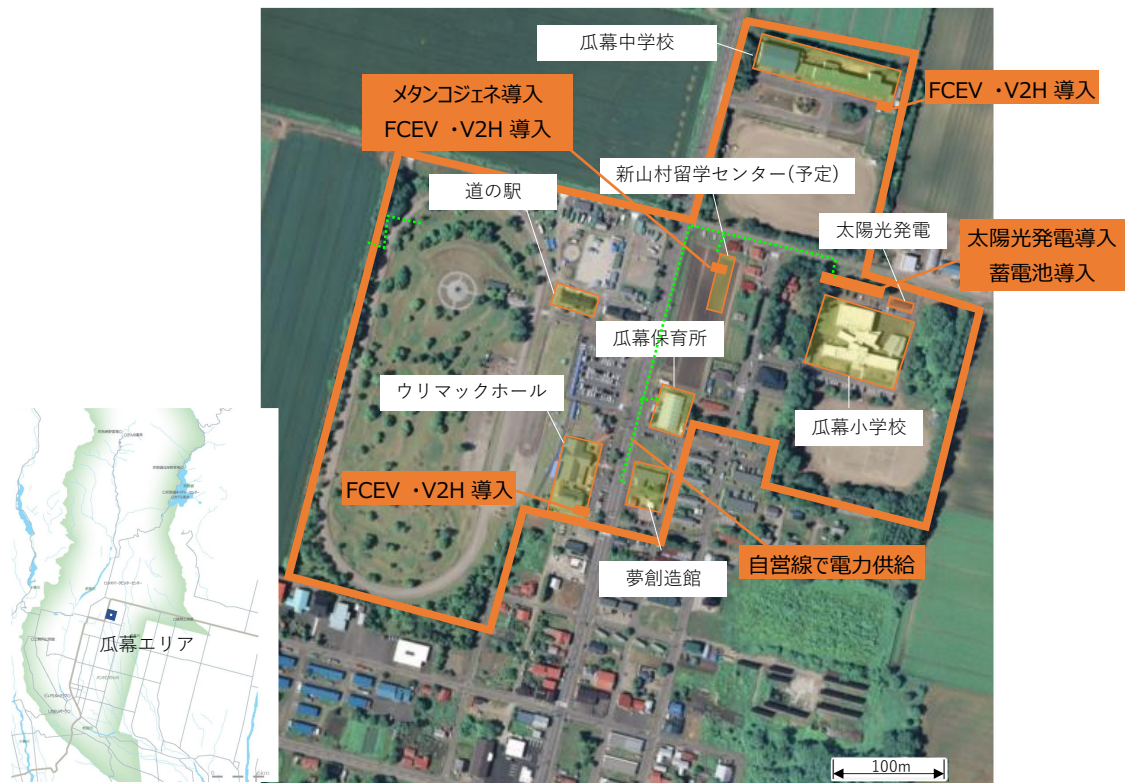 瓜幕中学校
メタンコジェネ導入
FCEV ・V2H 導入
FCEV ・V2H 導入
新山村留学センター(予定)
道の駅
太陽光発電
太陽光発電導入
蓄電池導入
瓜幕保育所
ウリマックホール
瓜幕小学校
FCEV ・V2H 導入
自営線で電力供給
夢創造館
瓜幕エリア
100m